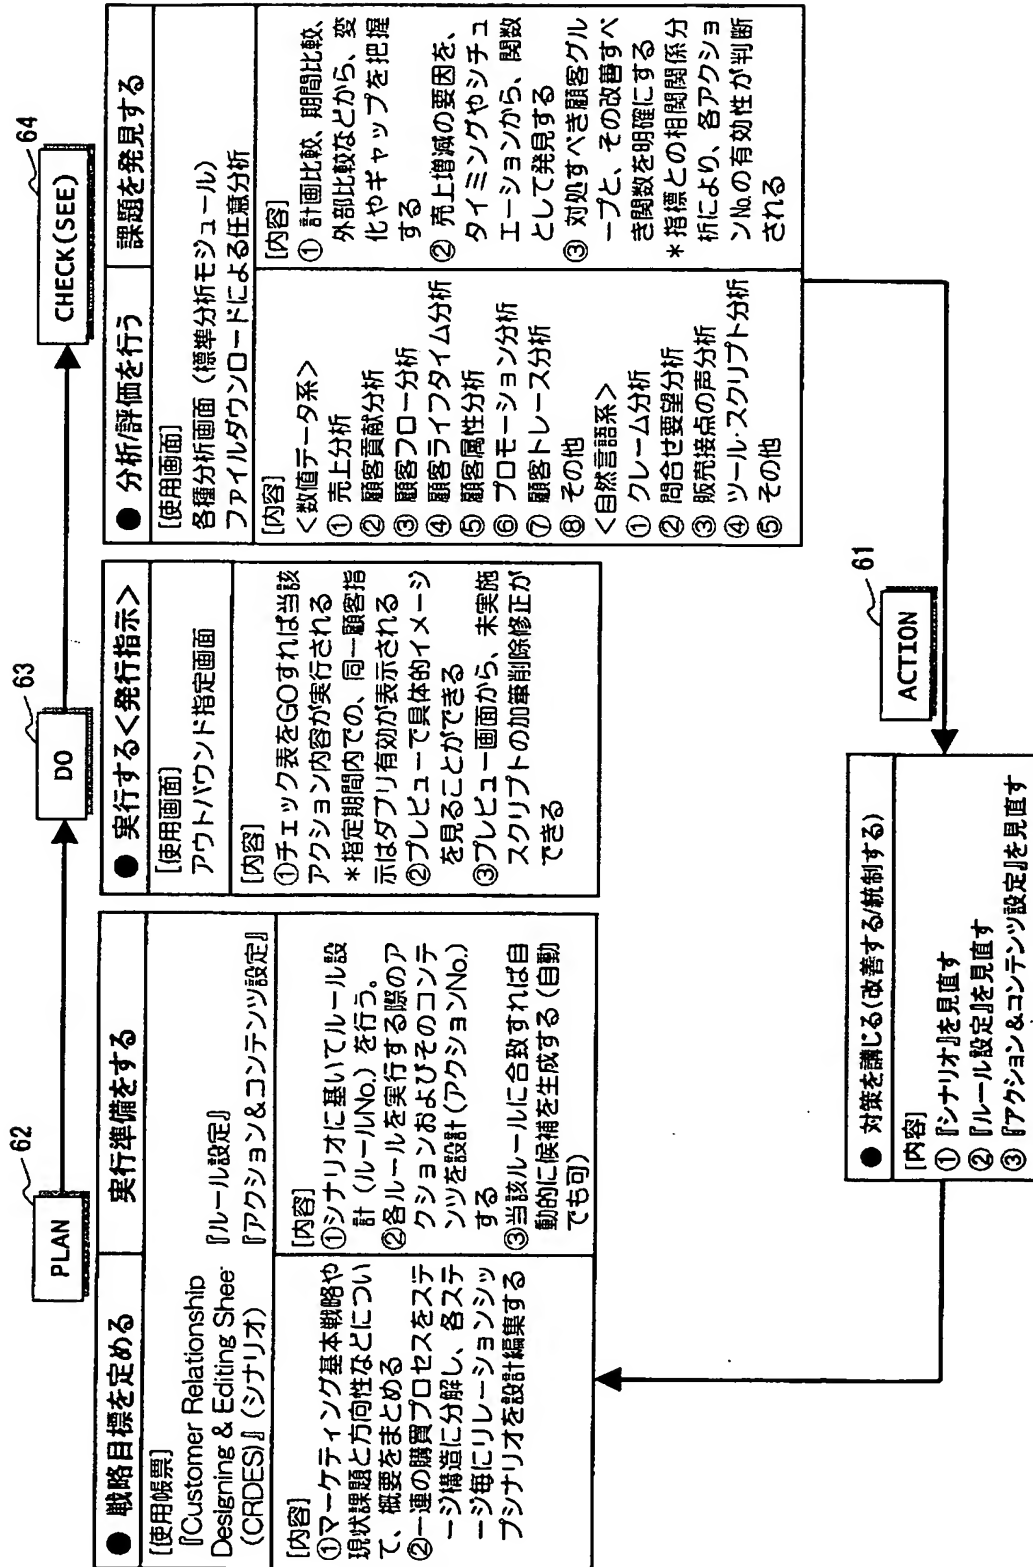 PLAN
62
● 戦略目標を定める
実行準備をする
[使用帳票]
『Customer Relationship
Designing & Editing Shee
(CRDES)』(シナリオ)
『ルール設定』
『アクション&コンテンツ設定』
[内容]
①マーケティング基本戦略や
現状課題と方向性などについ
て、概要をまとめる
②一連の購買プロセスをステ
ージ構造に分解し、各ステ
ージ毎にリレーションシッ
プシナリオを設計編集する
[内容]
①シナリオに基いてルール設
計(ルールNo.)を行う。
②各ルールを実行する際のア
クションおよびそのコンテ
ンツを設計(アクションNo.)
する
③当該ルールに合致すれば自
動的に候補を生成する(自動
でも可)
DO
63
● 実行する<発行指示>
[使用画面]
アウトバウンド指定画面
[内容]
①チェック表をGOすれば当該
アクション内容が実行される
*指定期間内での、同一顧客指
示はダブリ有効が表示される
②プレビューで具体的イメージ
を見ることができる
③プレビュー画面から、未実施
スクリプトの加筆削除修正が
できる
CHECK(SEE)
64
● 分析/評価を行う
課題を発見する
[使用画面]
各種分析画面(標準分析モジュール)
ファイルダウンロードによる任意分析
[内容]
<数値データ系>
① 売上分析
② 顧客貢献分析
③ 顧客フロー分析
④ 顧客ライフタイム分析
⑤ 顧客属性分析
⑥ プロモーション分析
⑦ 顧客トレース分析
⑧ その他
<自然言語系>
① クレーム分析
② 問合せ要望分析
③ 販売接点の声分析
④ ツール・スクリプト分析
⑤ その他
[内容]
① 計画比較、期間比較、
外部比較などから、変
化やギャップを把握
する
② 売上増減の要因を、
タイミングやシチュ
エーションから、関数
として発見する
③ 対処すべき顧客グル
ープと、その改善すべ
き関数を明確にする
*指標との相関関係分
析により、各アクショ
ンNo.の有効性が判断
される
ACTION
61
● 対策を講じる(改善する/統制する)
[内容]
① 『シナリオ』を見直す
② 『ルール設定』を見直す
③ 『アクション&コンテンツ設定』を見直す